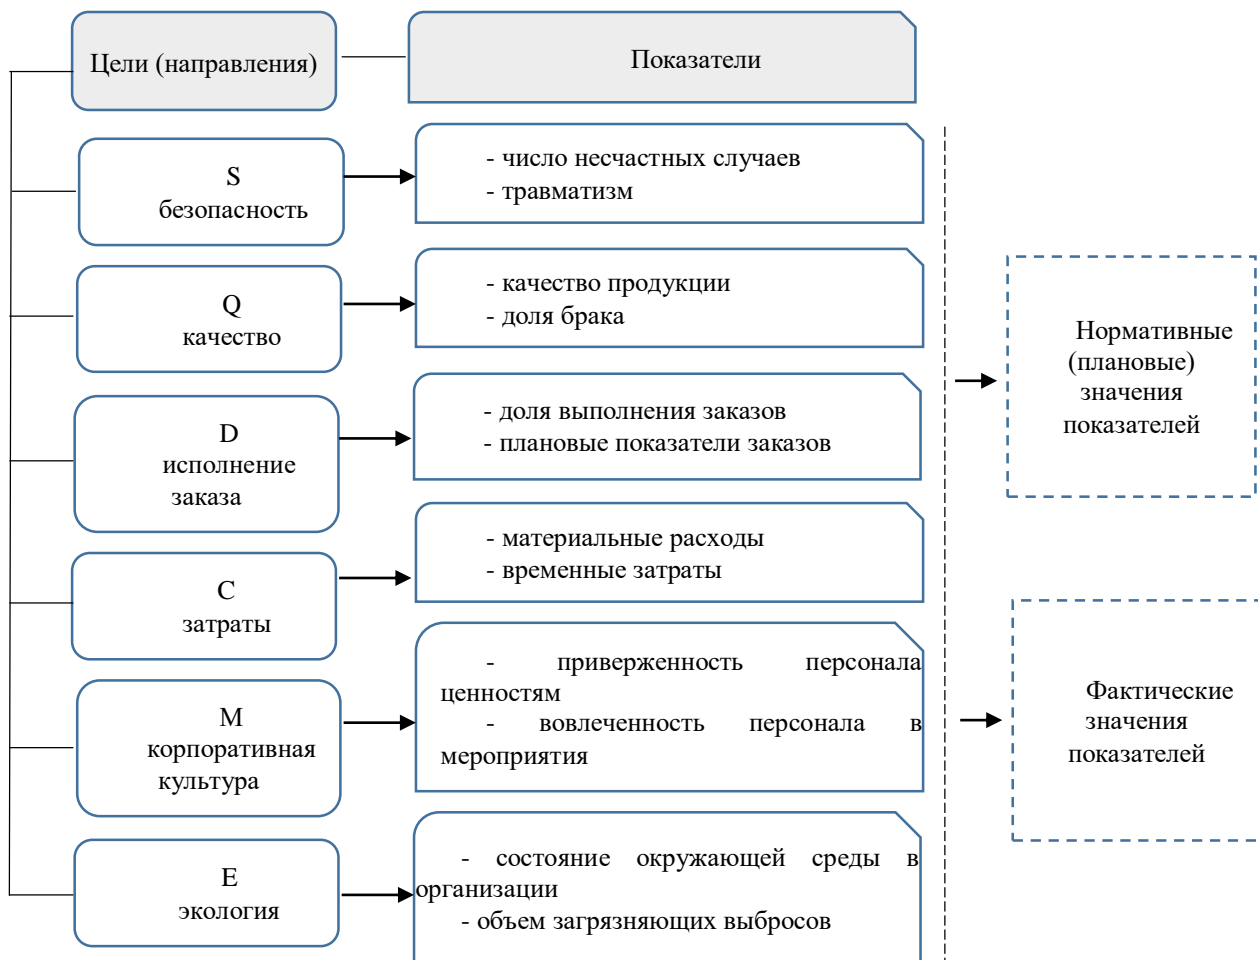 Цели (направления)
Показатели
S
безопасность
- число несчастных случаев
- травматизм
Q
качество
- качество продукции
- доля брака
D
исполнение
заказа
- доля выполнения заказов
- плановые показатели заказов
C
затраты
- материальные расходы
- временные затраты
M
корпоративная
культура
- приверженность персонала
ценностям
- вовлеченность персонала в
мероприятия
E
экология
- состояние окружающей среды в
организации
- объем загрязняющих выбросов
Нормативные
(плановые)
значения
показателей
Фактические
значения
показателей